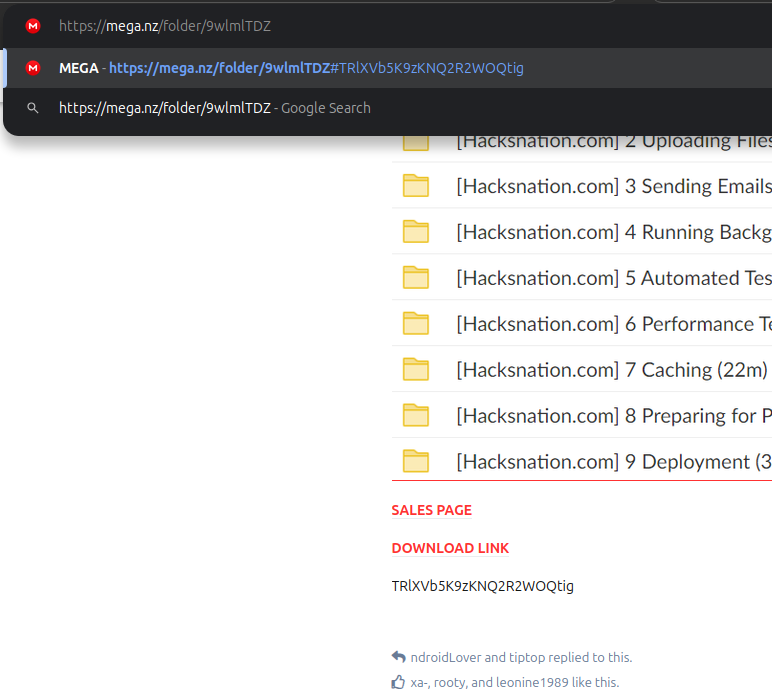 https://mega.nz/folder/9wlmlTDZ
MEGA - https://mega.nz/folder/9wlmlTDZ#TRlXVb5K9zKNQ2R2WOQtig
https://mega.nz/folder/9wlmlTDZ - Google Search
[Hacksnation.com] 2 Uploading Files
[Hacksnation.com] 3 Sending Emails
[Hacksnation.com] 4 Running Backg
[Hacksnation.com] 5 Automated Tes
[Hacksnation.com] 6 Performance Te
[Hacksnation.com] 7 Caching (22m)
[Hacksnation.com] 8 Preparing for P
[Hacksnation.com] 9 Deployment (3
SALES PAGE
DOWNLOAD LINK
TRlXVb5K9zKNQ2R2WOQtig
ndroidLover and tiptop replied to this.
xa-, rooty, and leonine1989 like this.